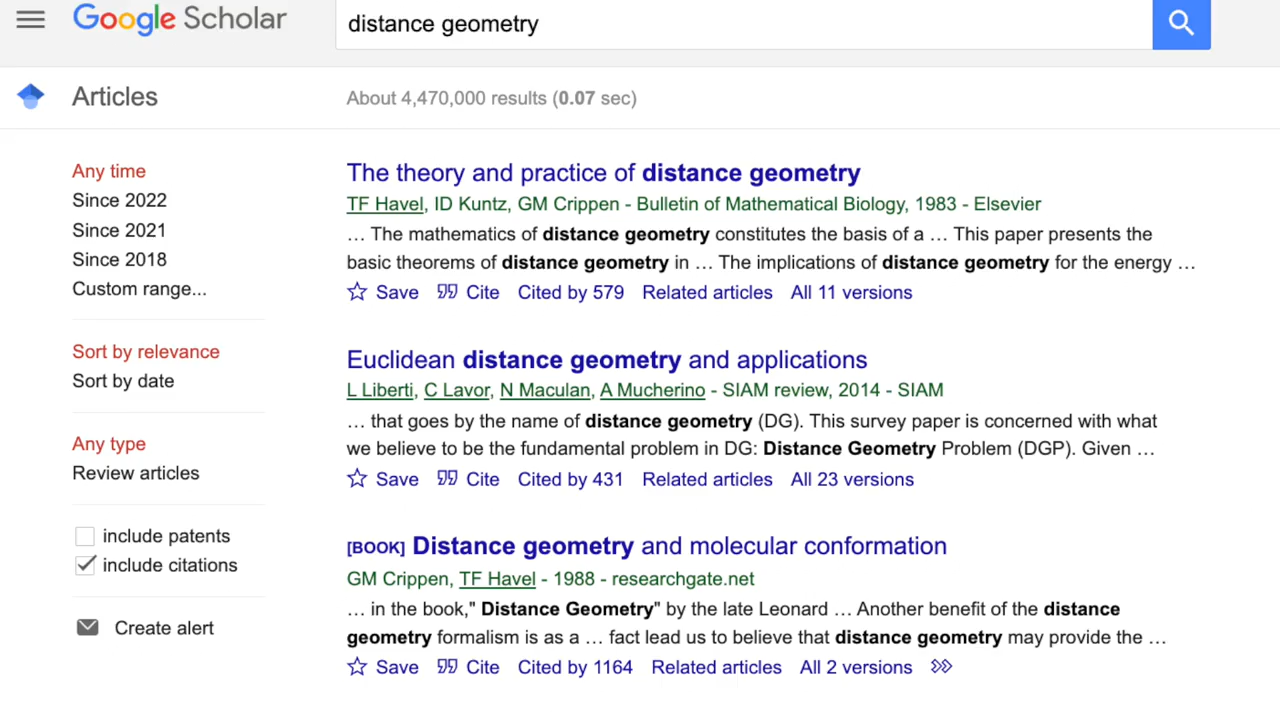 Google Scholar
distance geometry
Articles
About 4,470,000 results (0.07 sec)
Any time
Since 2022
Since 2021
Since 2018
Custom range...
Sort by relevance
Sort by date
Any type
Review articles
include patents
include citations
Create alert
The theory and practice of distance geometry
TF Havel, ID Kuntz, GM Crippen - Bulletin of Mathematical Biology, 1983 - Elsevier
… The mathematics of distance geometry constitutes the basis of a … This paper presents the
basic theorems of distance geometry in … The implications of distance geometry for the energy …
Save Cite Cited by 579 Related articles All 11 versions
Euclidean distance geometry and applications
L Liberti, C Lavor, N Maculan, A Mucherino - SIAM review, 2014 - SIAM
… that goes by the name of distance geometry (DG). This survey paper is concerned with what
we believe to be the fundamental problem in DG: Distance Geometry Problem (DGP). Given …
Save Cite Cited by 431 Related articles All 23 versions
[BOOK] Distance geometry and molecular conformation
GM Crippen, TF Havel - 1988 - researchgate.net
… in the book," Distance Geometry" by the late Leonard … Another benefit of the distance
geometry formalism is as a … fact lead us to believe that distance geometry may provide the …
Save Cite Cited by 1164 Related articles All 2 versions